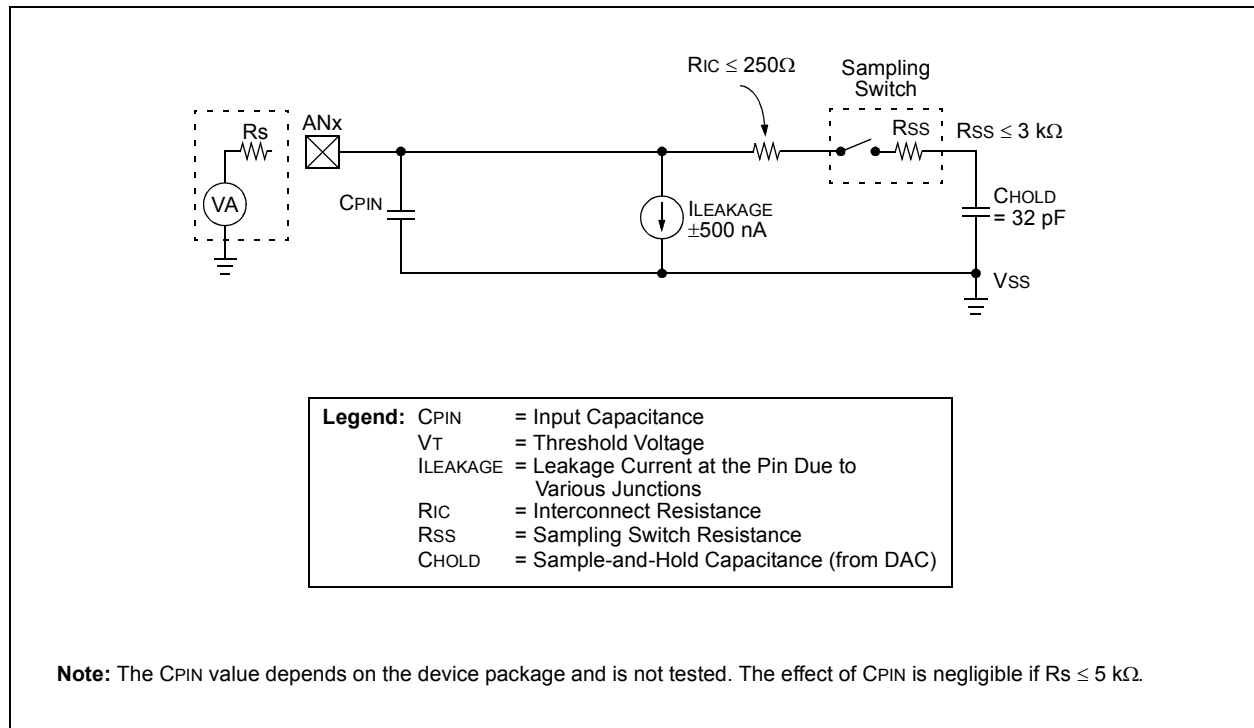 RIC ≤ 250Ω
Sampling
Switch
ANx
Rs
RSS
RSS ≤ 3 kΩ
VA
CPIN
ILEAKAGE
±500 nA
CHOLD
= 32 pF
VSS
Legend: CPIN = Input Capacitance
VT = Threshold Voltage
ILEAKAGE = Leakage Current at the Pin Due to
Various Junctions
RIC = Interconnect Resistance
RSS = Sampling Switch Resistance
CHOLD = Sample-and-Hold Capacitance (from DAC)
Note: The CPIN value depends on the device package and is not tested. The effect of CPIN is negligible if Rs ≤ 5 kΩ.